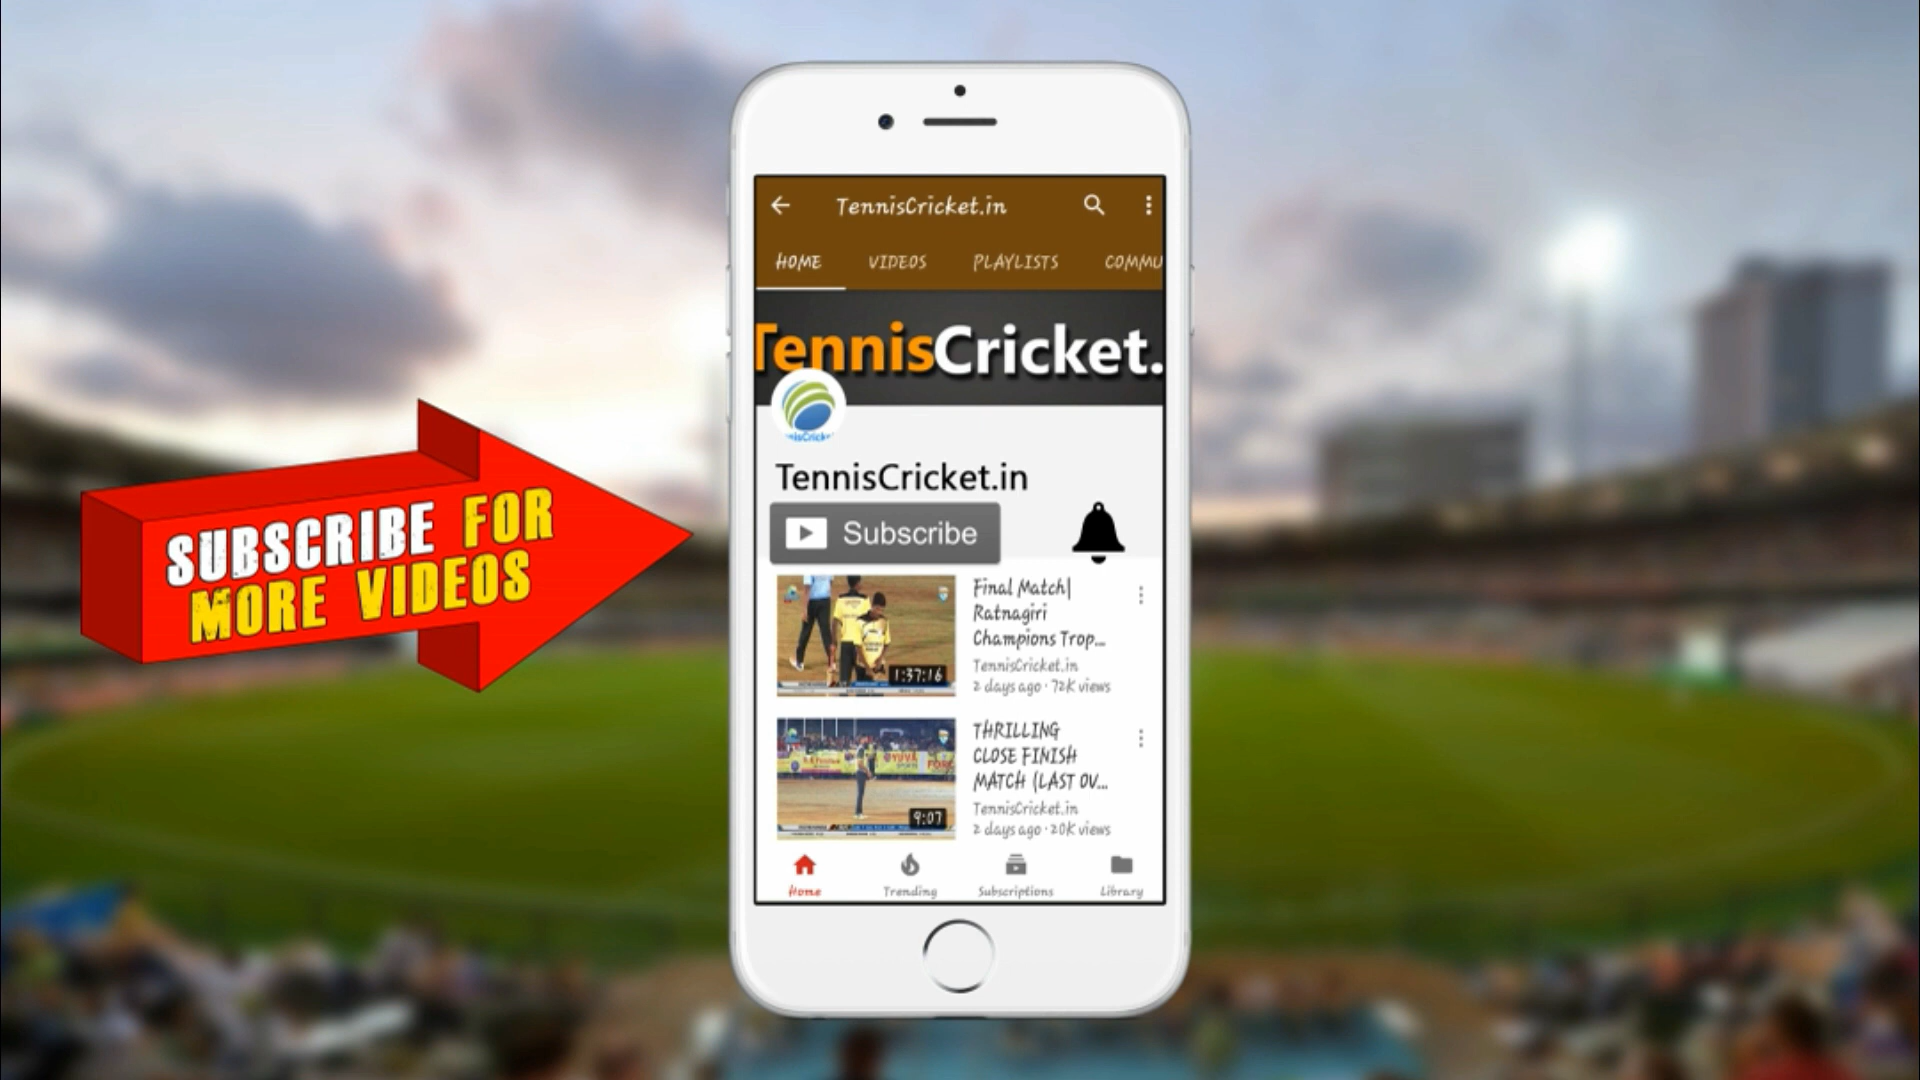 TennisCricket.in
HOME VIDEOS PLAYLISTS COMMU
TennisCricket.
TennisCricket.in
Subscribe
SUBSCRIBE FOR
MORE VIDEOS
Final Match|
Ratnagiri
Champions Trop...
TennisCricket.in
2 days ago · 72K views
1:37:16
THRILLING
CLOSE FINISH
MATCH (LAST OV...
TennisCricket.in
2 days ago · 20K views
9:07
Home Trending Subscriptions Library